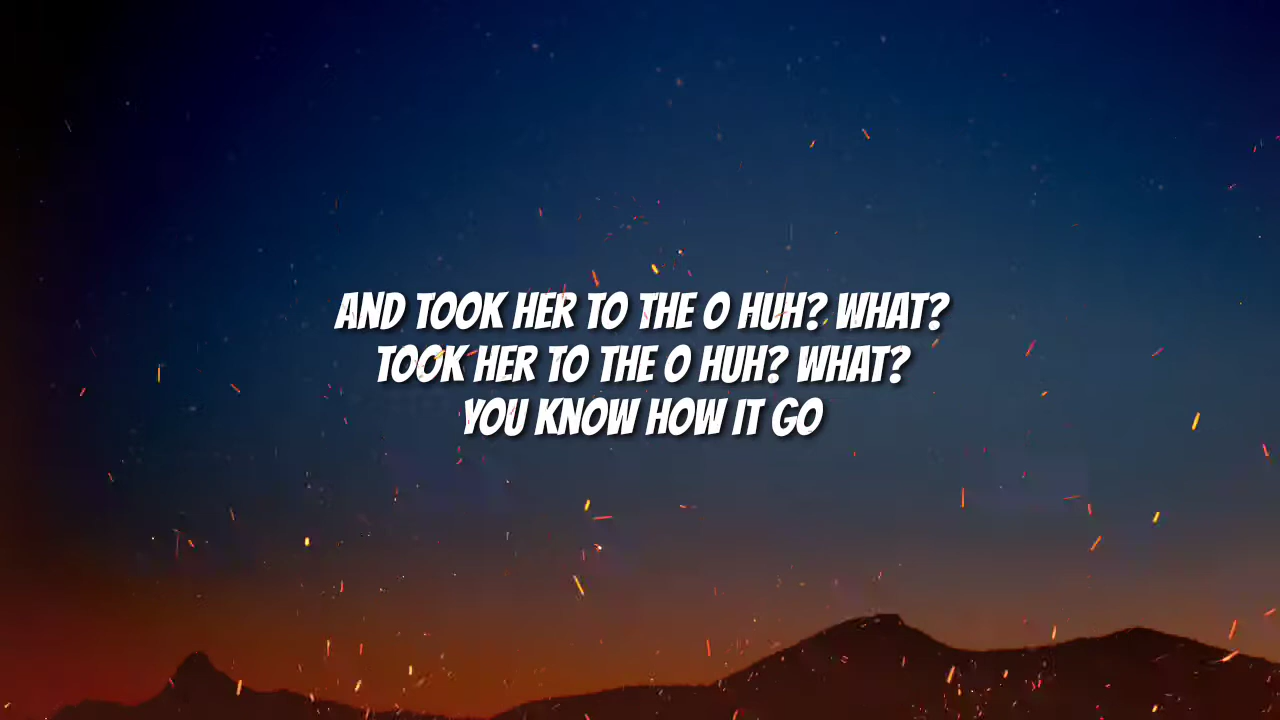 AND TOOK HER TO THE O HUH? WHAT?
TOOK HER TO THE O HUH? WHAT?
YOU KNOW HOW IT GO